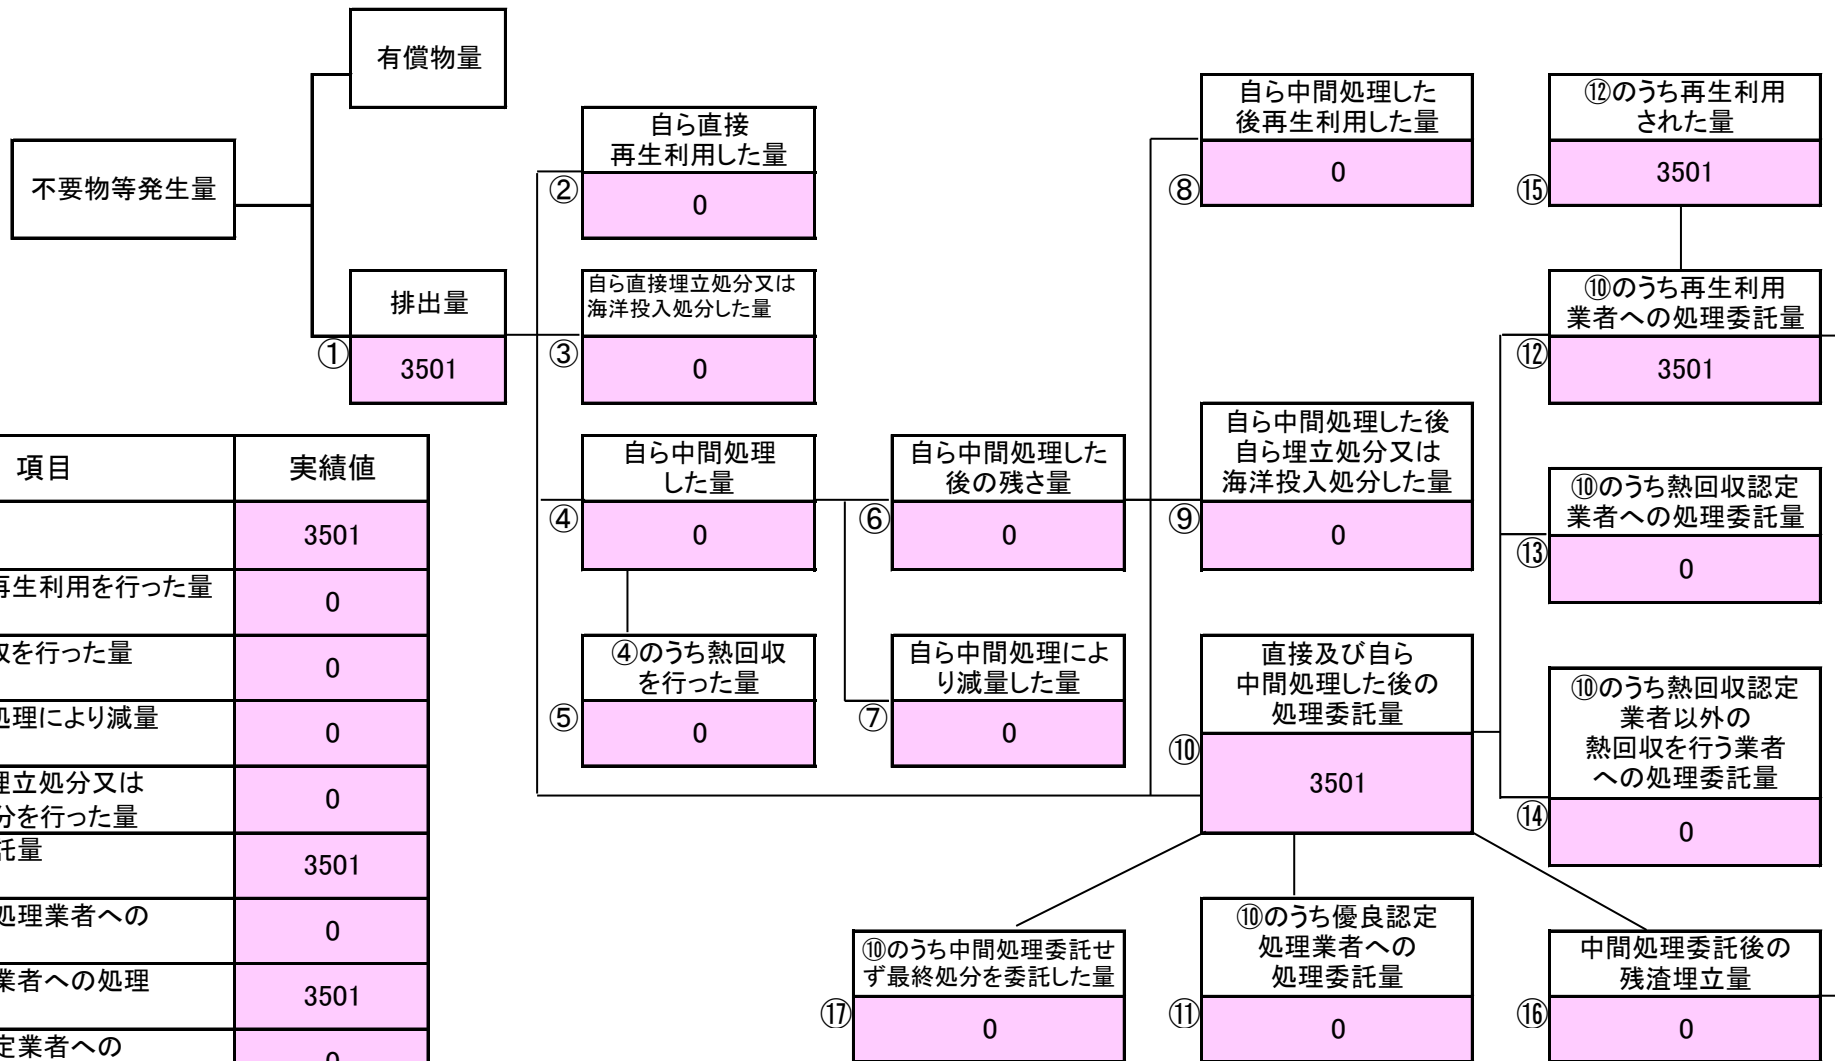 有償物量
不要物等発生量
排出量
①
3501
自ら直接
再生利用した量
②
0
自ら直接埋立処分又は
海洋投入処分した量
③
0
自ら中間処理
した量
④
0
④のうち熱回収
を行った量
⑤
0
自ら中間処理した
後の残さ量
⑥
0
自ら中間処理によ
り減量した量
⑦
0
自ら中間処理した
後再生利用した量
⑧
0
自ら中間処理した後
自ら埋立処分又は
海洋投入処分した量
⑨
0
直接及び自ら
中間処理した後の
処理委託量
⑩
3501
⑫のうち再生利用
された量
⑮
3501
⑩のうち再生利用
業者への処理委託量
⑫
3501
⑩のうち熱回収認定
業者への処理委託量
⑬
0
⑩のうち熱回収認定
業者以外の
熱回収を行う業者
への処理委託量
⑭
0
⑩のうち中間処理委託せ
ず最終処分を委託した量
⑰
0
⑩のうち優良認定
処理業者への
処理委託量
⑪
0
中間処理委託後の
残渣埋立量
⑯
0
項目 実績値
3501
再生利用を行った量 0
収を行った量 0
処理により減量 0
埋立処分又は
分を行った量 0
託量 3501
処理業者への 0
業者への処理 3501
定業者への 0